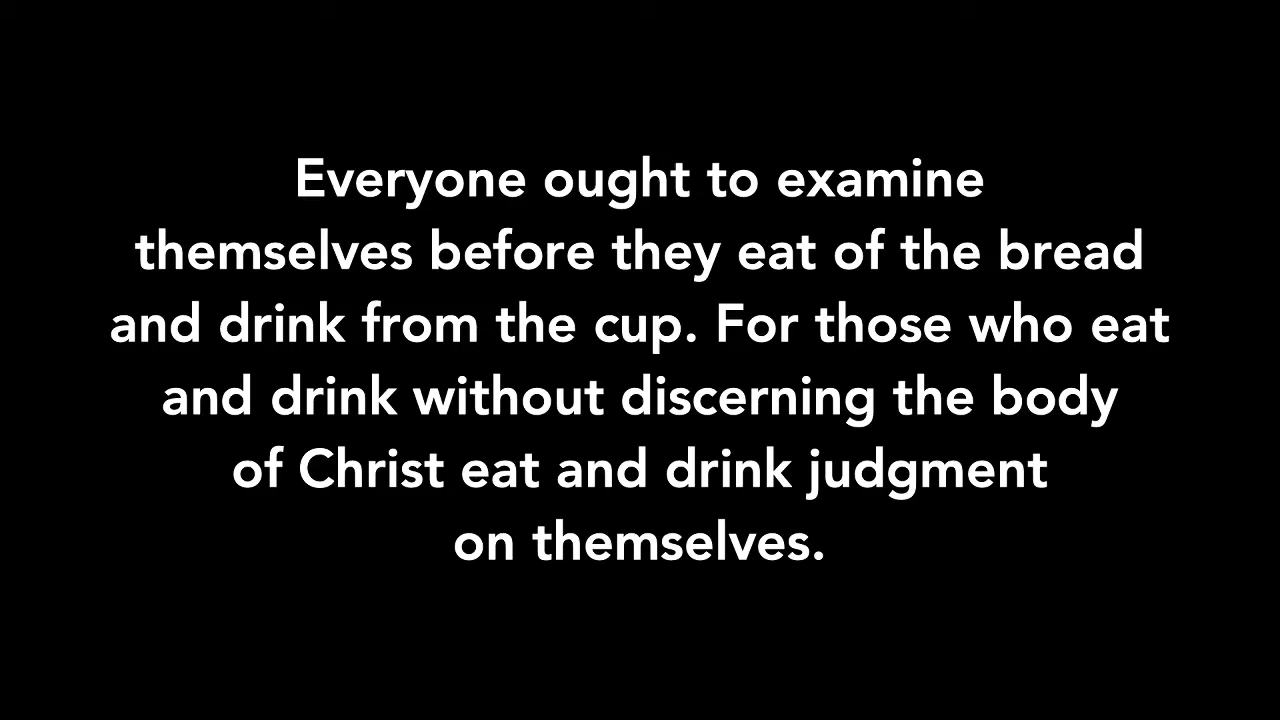 Everyone ought to examine
themselves before they eat of the bread
and drink from the cup. For those who eat
and drink without discerning the body
of Christ eat and drink judgment
on themselves.